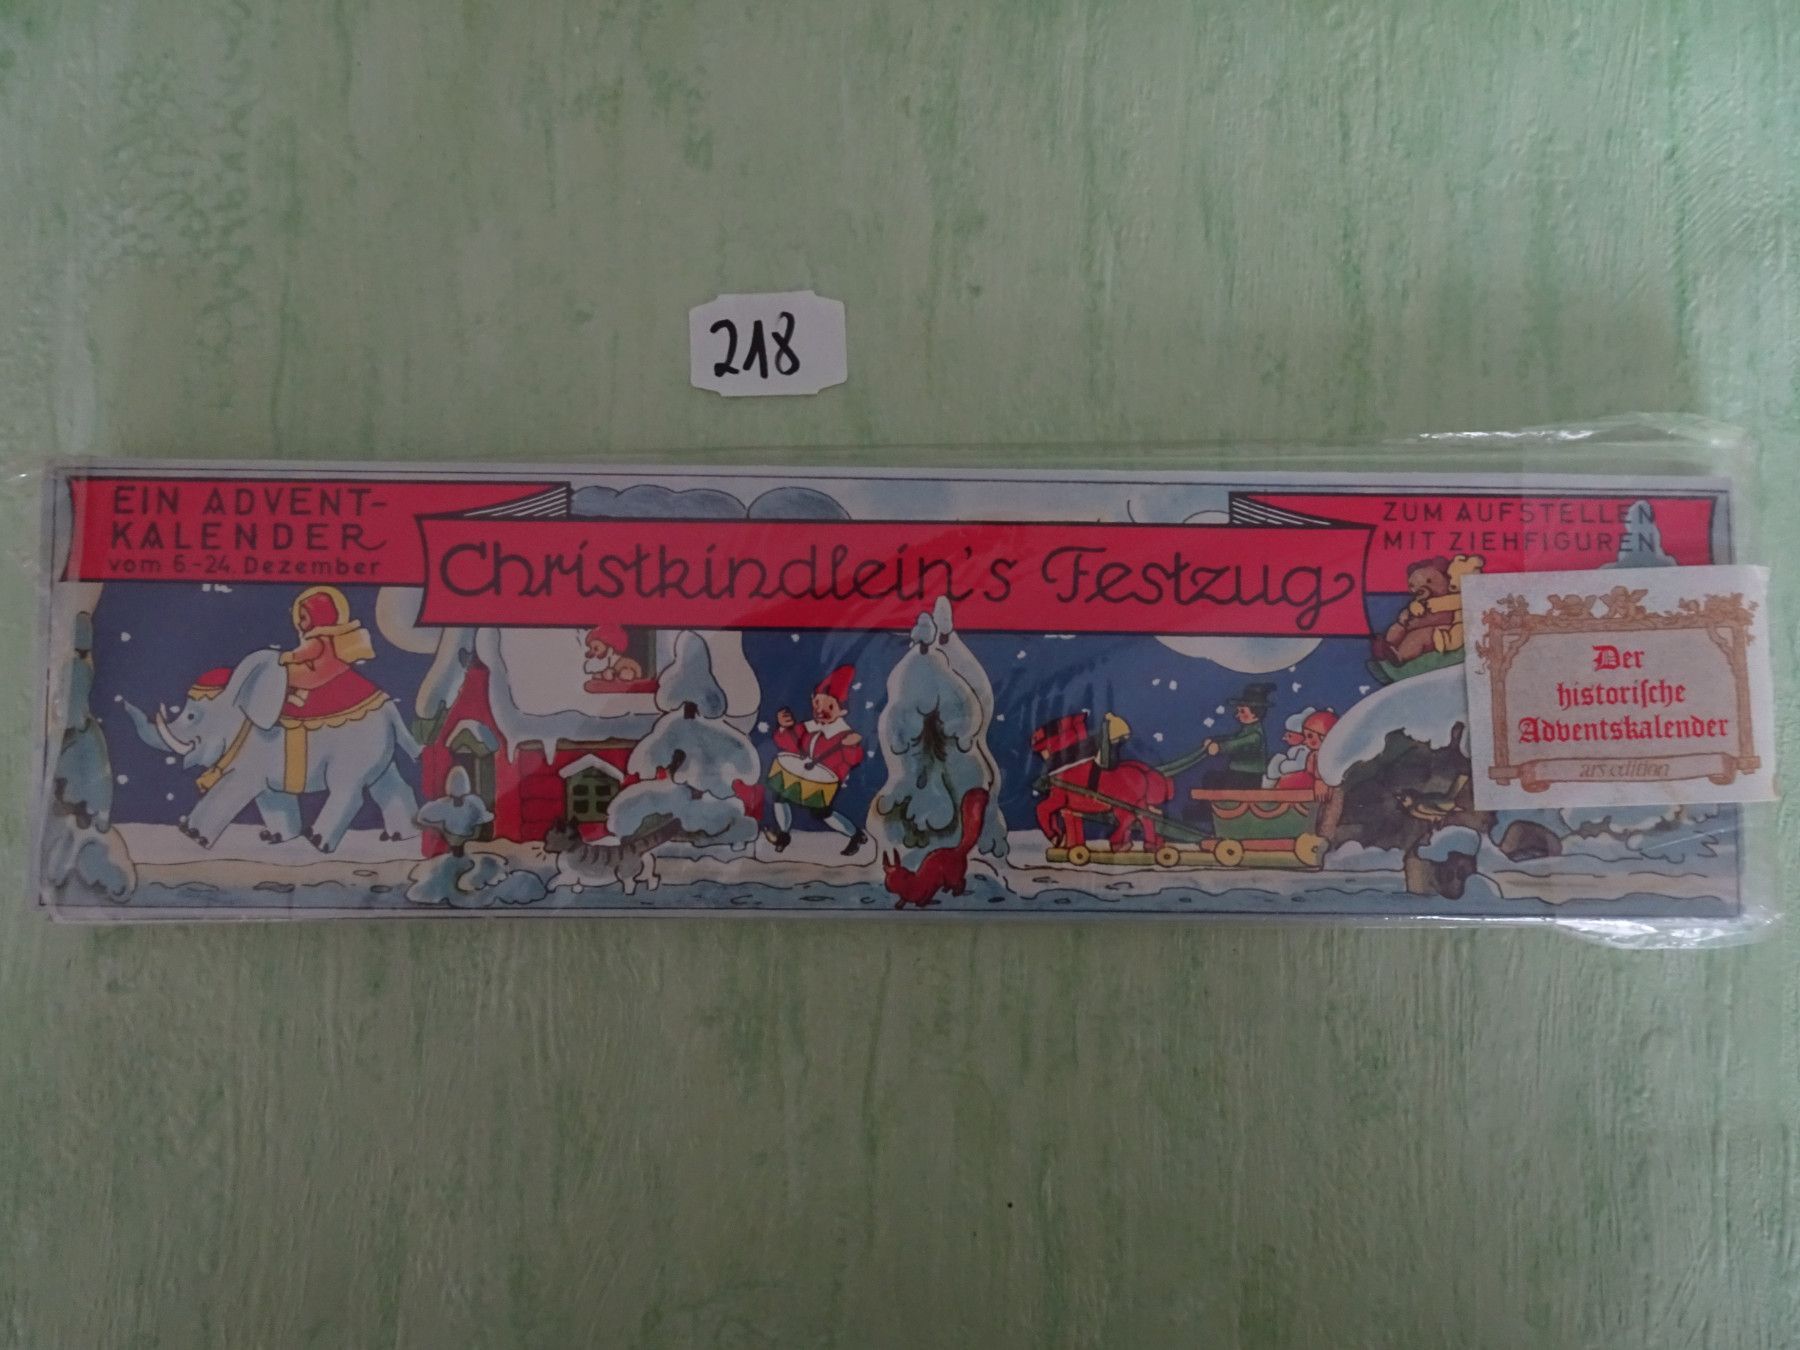 218
EIN ADVENT-
KALENDER
vom 6.-24. Dezember
Christkindlein's Festzug
ZUM AUFSTELLEN
MIT ZIEHFIGUREN
Der
hiſtoriſche
Adventskalender
ars edition